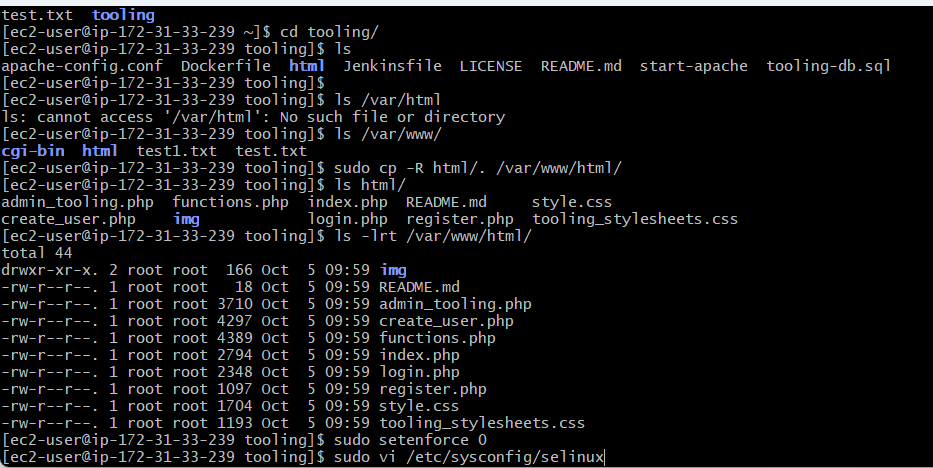 test.txt  tooling
[ec2-user@ip-172-31-33-239 ~]$ cd tooling/
[ec2-user@ip-172-31-33-239 tooling]$ ls
apache-config.conf  Dockerfile  html  Jenkinsfile  LICENSE  README.md  start-apache  tooling-db.sql
[ec2-user@ip-172-31-33-239 tooling]$
[ec2-user@ip-172-31-33-239 tooling]$ ls /var/html
ls: cannot access '/var/html': No such file or directory
[ec2-user@ip-172-31-33-239 tooling]$ ls /var/www/
cgi-bin  html  test1.txt  test.txt
[ec2-user@ip-172-31-33-239 tooling]$ sudo cp -R html/. /var/www/html/
[ec2-user@ip-172-31-33-239 tooling]$ ls html/
admin_tooling.php  functions.php  index.php  README.md     style.css
create_user.php    img            login.php  register.php  tooling_stylesheets.css
[ec2-user@ip-172-31-33-239 tooling]$ ls -lrt /var/www/html/
total 44
drwxr-xr-x. 2 root root  166 Oct  5 09:59 img
-rw-r--r--. 1 root root   18 Oct  5 09:59 README.md
-rw-r--r--. 1 root root 3710 Oct  5 09:59 admin_tooling.php
-rw-r--r--. 1 root root 4297 Oct  5 09:59 create_user.php
-rw-r--r--. 1 root root 4389 Oct  5 09:59 functions.php
-rw-r--r--. 1 root root 2794 Oct  5 09:59 index.php
-rw-r--r--. 1 root root 2348 Oct  5 09:59 login.php
-rw-r--r--. 1 root root 1097 Oct  5 09:59 register.php
-rw-r--r--. 1 root root 1704 Oct  5 09:59 style.css
-rw-r--r--. 1 root root 1193 Oct  5 09:59 tooling_stylesheets.css
[ec2-user@ip-172-31-33-239 tooling]$ sudo setenforce 0
[ec2-user@ip-172-31-33-239 tooling]$ sudo vi /etc/sysconfig/selinux